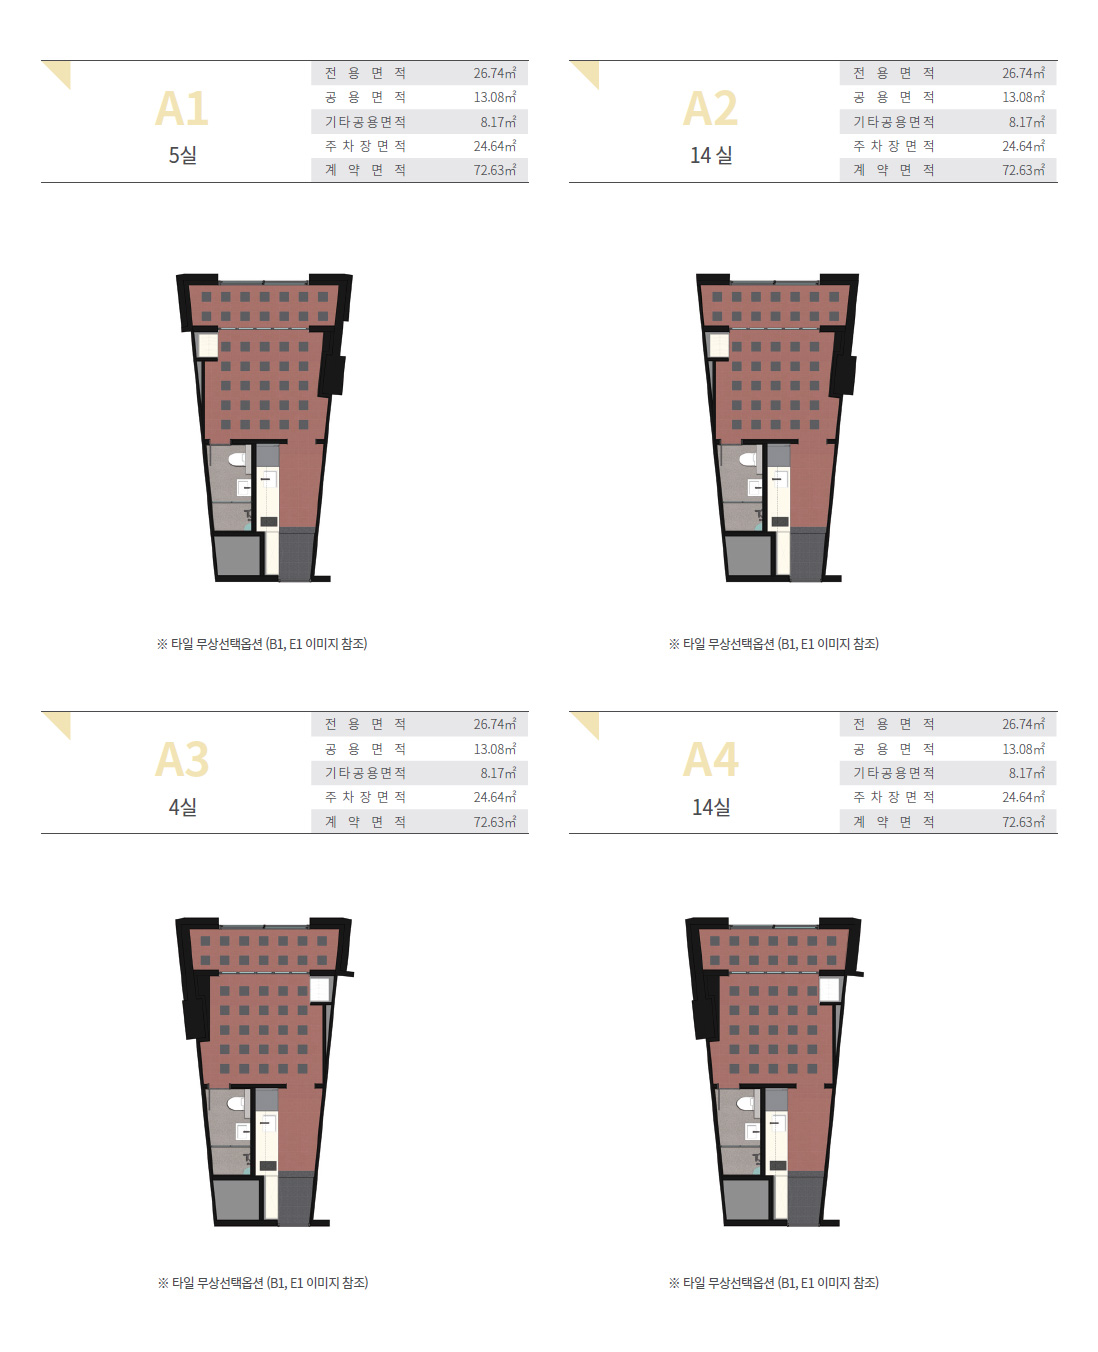 A1
5실
전 용 면 적 26.74㎡
공 용 면 적 13.08㎡
기타공용면적 8.17㎡
주 차 장 면 적 24.64㎡
계 약 면 적 72.63㎡
A2
14 실
전 용 면 적 26.74㎡
공 용 면 적 13.08㎡
기타공용면적 8.17㎡
주 차 장 면 적 24.64㎡
계 약 면 적 72.63㎡
※ 타일 무상선택옵션 (B1, E1 이미지 참조)
※ 타일 무상선택옵션 (B1, E1 이미지 참조)
A3
4실
전 용 면 적 26.74㎡
공 용 면 적 13.08㎡
기타공용면적 8.17㎡
주 차 장 면 적 24.64㎡
계 약 면 적 72.63㎡
A4
14실
전 용 면 적 26.74㎡
공 용 면 적 13.08㎡
기타공용면적 8.17㎡
주 차 장 면 적 24.64㎡
계 약 면 적 72.63㎡
※ 타일 무상선택옵션 (B1, E1 이미지 참조)
※ 타일 무상선택옵션 (B1, E1 이미지 참조)